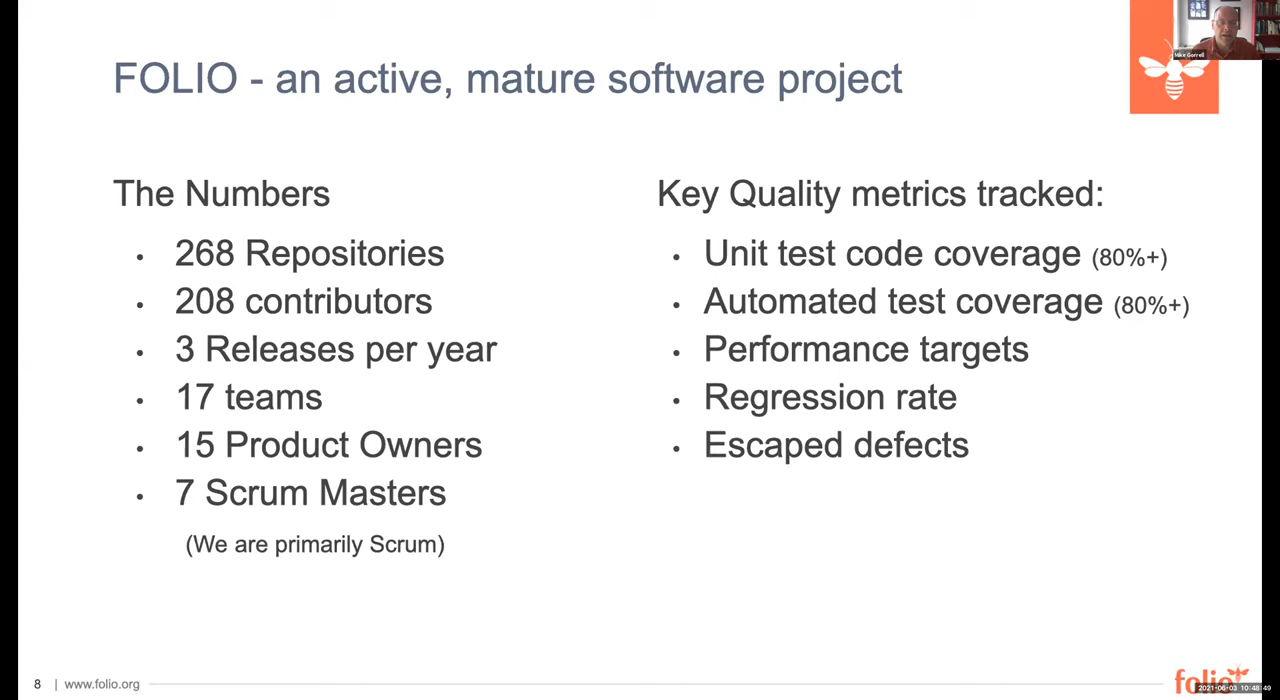 FOLIO - an active, mature software project
Mike Gorrell
The Numbers
• 268 Repositories
• 208 contributors
• 3 Releases per year
• 17 teams
• 15 Product Owners
• 7 Scrum Masters
(We are primarily Scrum)
Key Quality metrics tracked:
• Unit test code coverage (80%+)
• Automated test coverage (80%+)
• Performance targets
• Regression rate
• Escaped defects
8 | www.folio.org
folio
2021-06-03 10:48:49